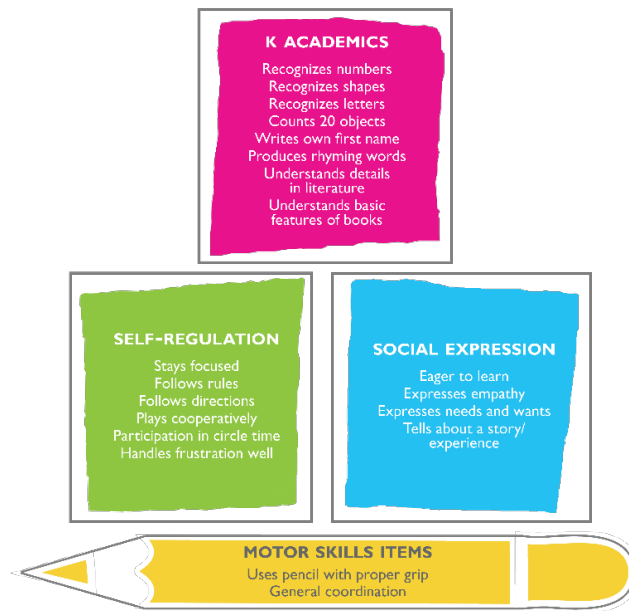 K ACADEMICS
Recognizes numbers
Recognizes shapes
Recognizes letters
Counts 20 objects
Writes own first name
Produces rhyming words
Understands details
in literature
Understands basic
features of books
SELF-REGULATION
Stays focused
Follows rules
Follows directions
Plays cooperatively
Participation in circle time
Handles frustration well
SOCIAL EXPRESSION
Eager to learn
Expresses empathy
Expresses needs and wants
Tells about a story/
experience
MOTOR SKILLS ITEMS
Uses pencil with proper grip
General coordination